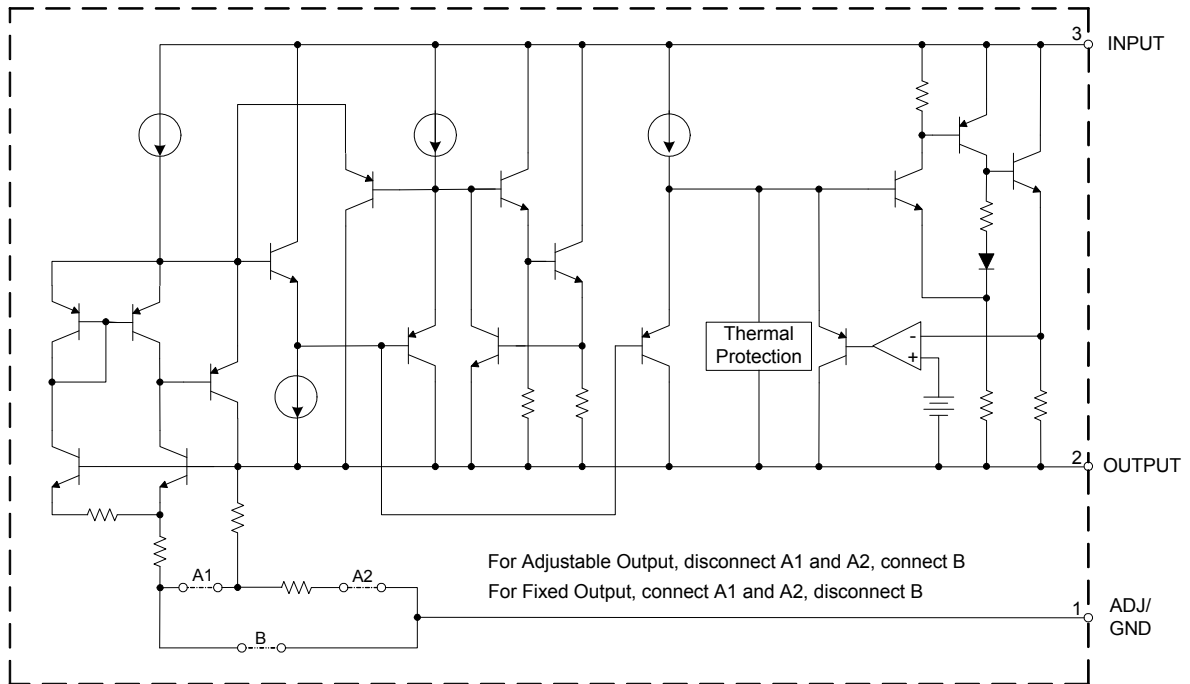 3
INPUT
Thermal
Protection
-
+
2
OUTPUT
For Adjustable Output, disconnect A1 and A2, connect B
A1
A2
For Fixed Output, connect A1 and A2, disconnect B
1
ADJ/
GND
B